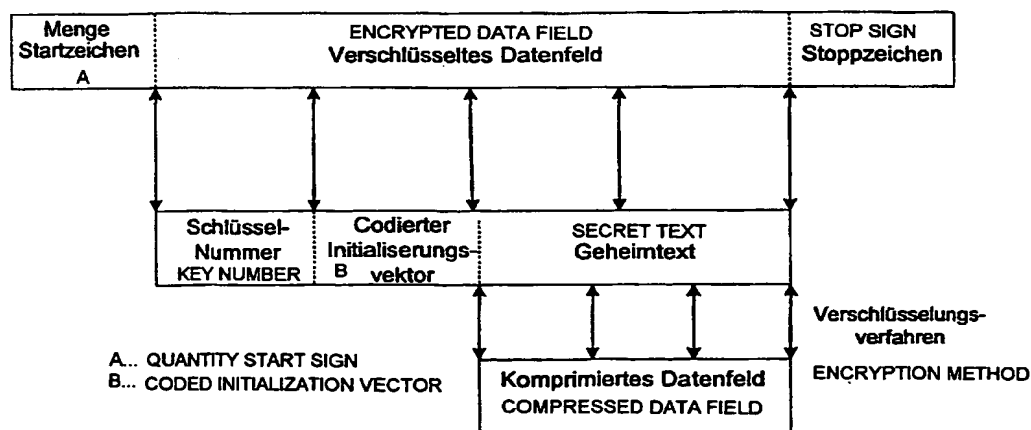 Menge
Startzeichen
A
ENCRYPTED DATA FIELD
Verschlüsseltes Datenfeld
STOP SIGN
Stoppzeichen
Schlüssel-
Nummer
KEY NUMBER
Codierter
Initialiserungs-
B vektor
SECRET TEXT
Geheimtext
Verschlüsselungs-
verfahren
ENCRYPTION METHOD
A... QUANTITY START SIGN
B... CODED INITIALIZATION VECTOR
Komprimiertes Datenfeld
COMPRESSED DATA FIELD